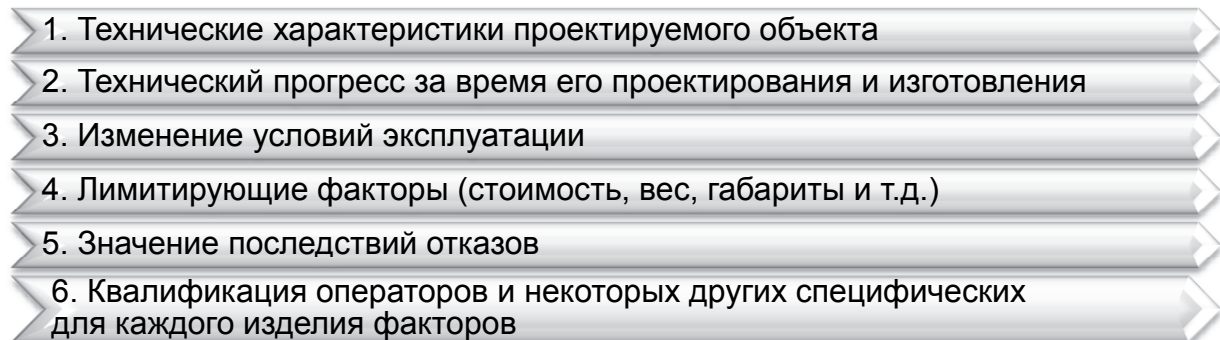 1. Технические характеристики проектируемого объекта
2. Технический прогресс за время его проектирования и изготовления
3. Изменение условий эксплуатации
4. Лимитирующие факторы (стоимость, вес, габариты и т.д.)
5. Значение последствий отказов
6. Квалификация операторов и некоторых других специфических
для каждого изделия факторов